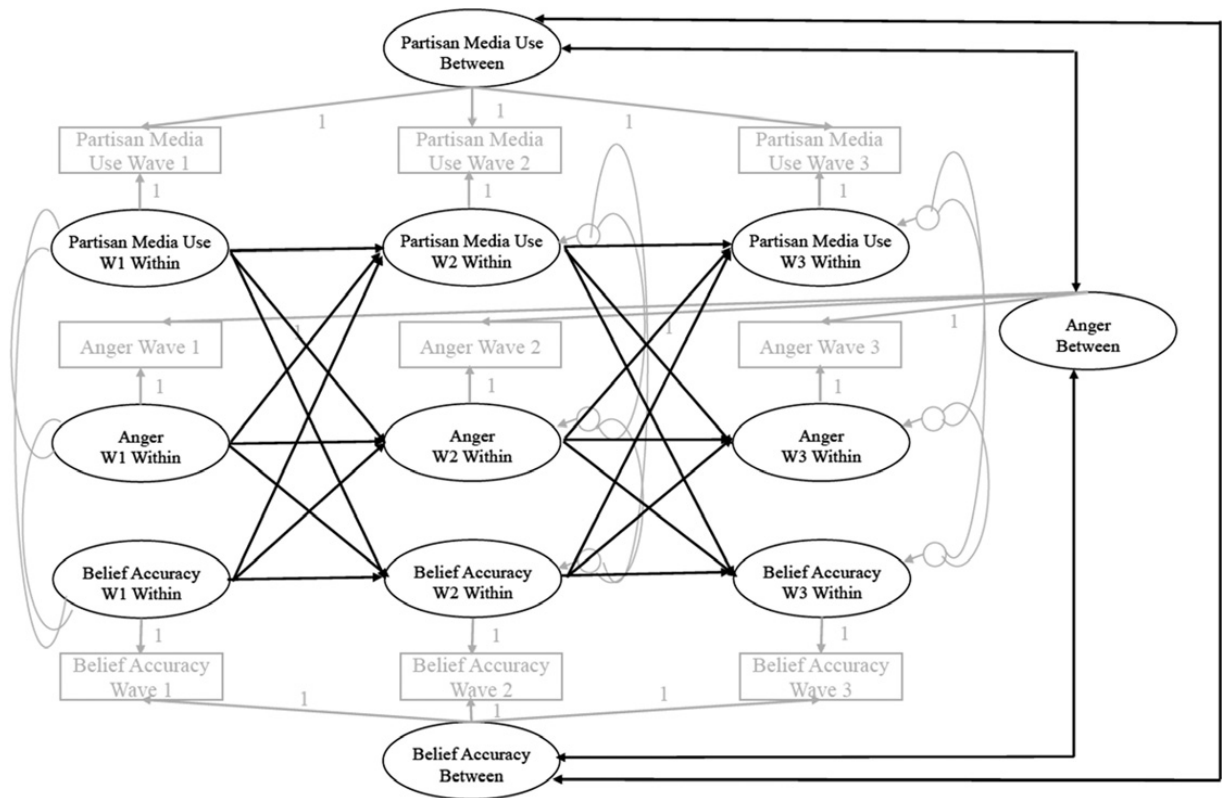 Partisan Media Use
Between
1
1
1
Partisan Media
Use Wave 1
Partisan Media
Use Wave 2
Partisan Media
Use Wave 3
1
1
1
Partisan Media Use
W1 Within
Partisan Media Use
W2 Within
Partisan Media Use
W3 Within
1
1
1
Anger Wave 1
Anger Wave 2
Anger Wave 3
Anger
Between
1
1
1
Anger
W1 Within
Anger
W2 Within
Anger
W3 Within
Belief Accuracy
W1 Within
Belief Accuracy
W2 Within
Belief Accuracy
W3 Within
1
1
1
Belief Accuracy
Wave 1
Belief Accuracy
Wave 2
Belief Accuracy
Wave 3
1
1
1
Belief Accuracy
Between